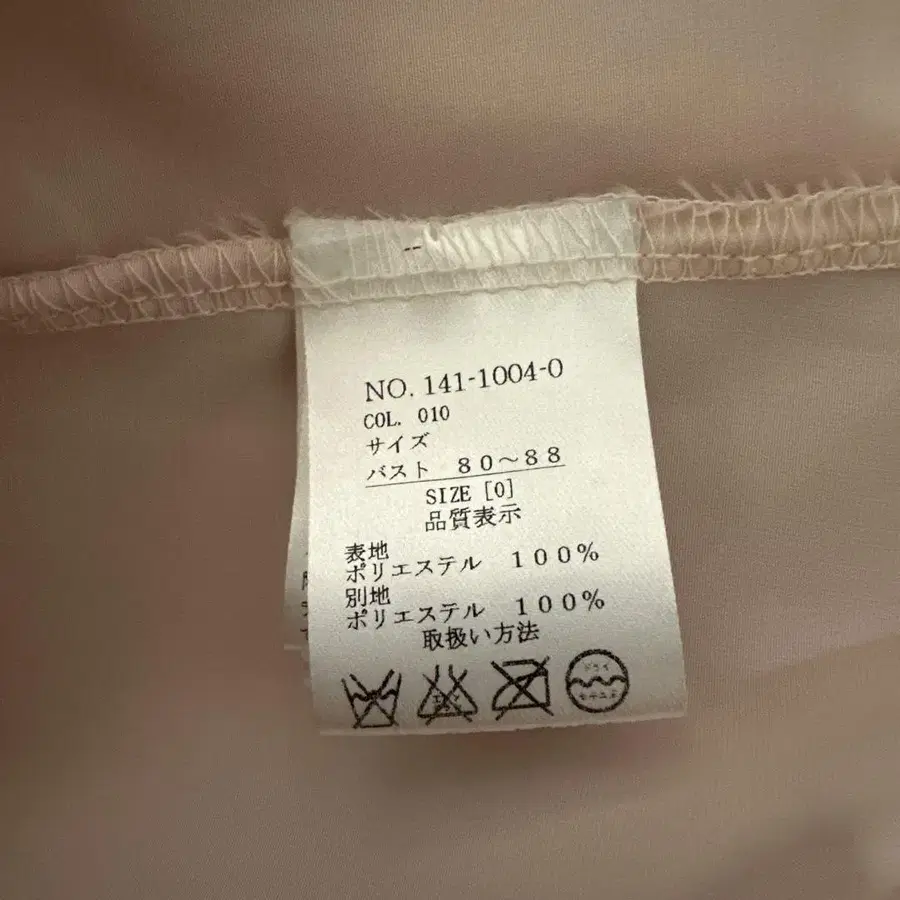 NO. 141-1004-0
COL. 010
サイズ
バスト 80～88
SIZE [0]
品質表示
表地
ポリエステル 100%
別地
ポリエステル 100%
取扱い方法
ドライ
セキユ系